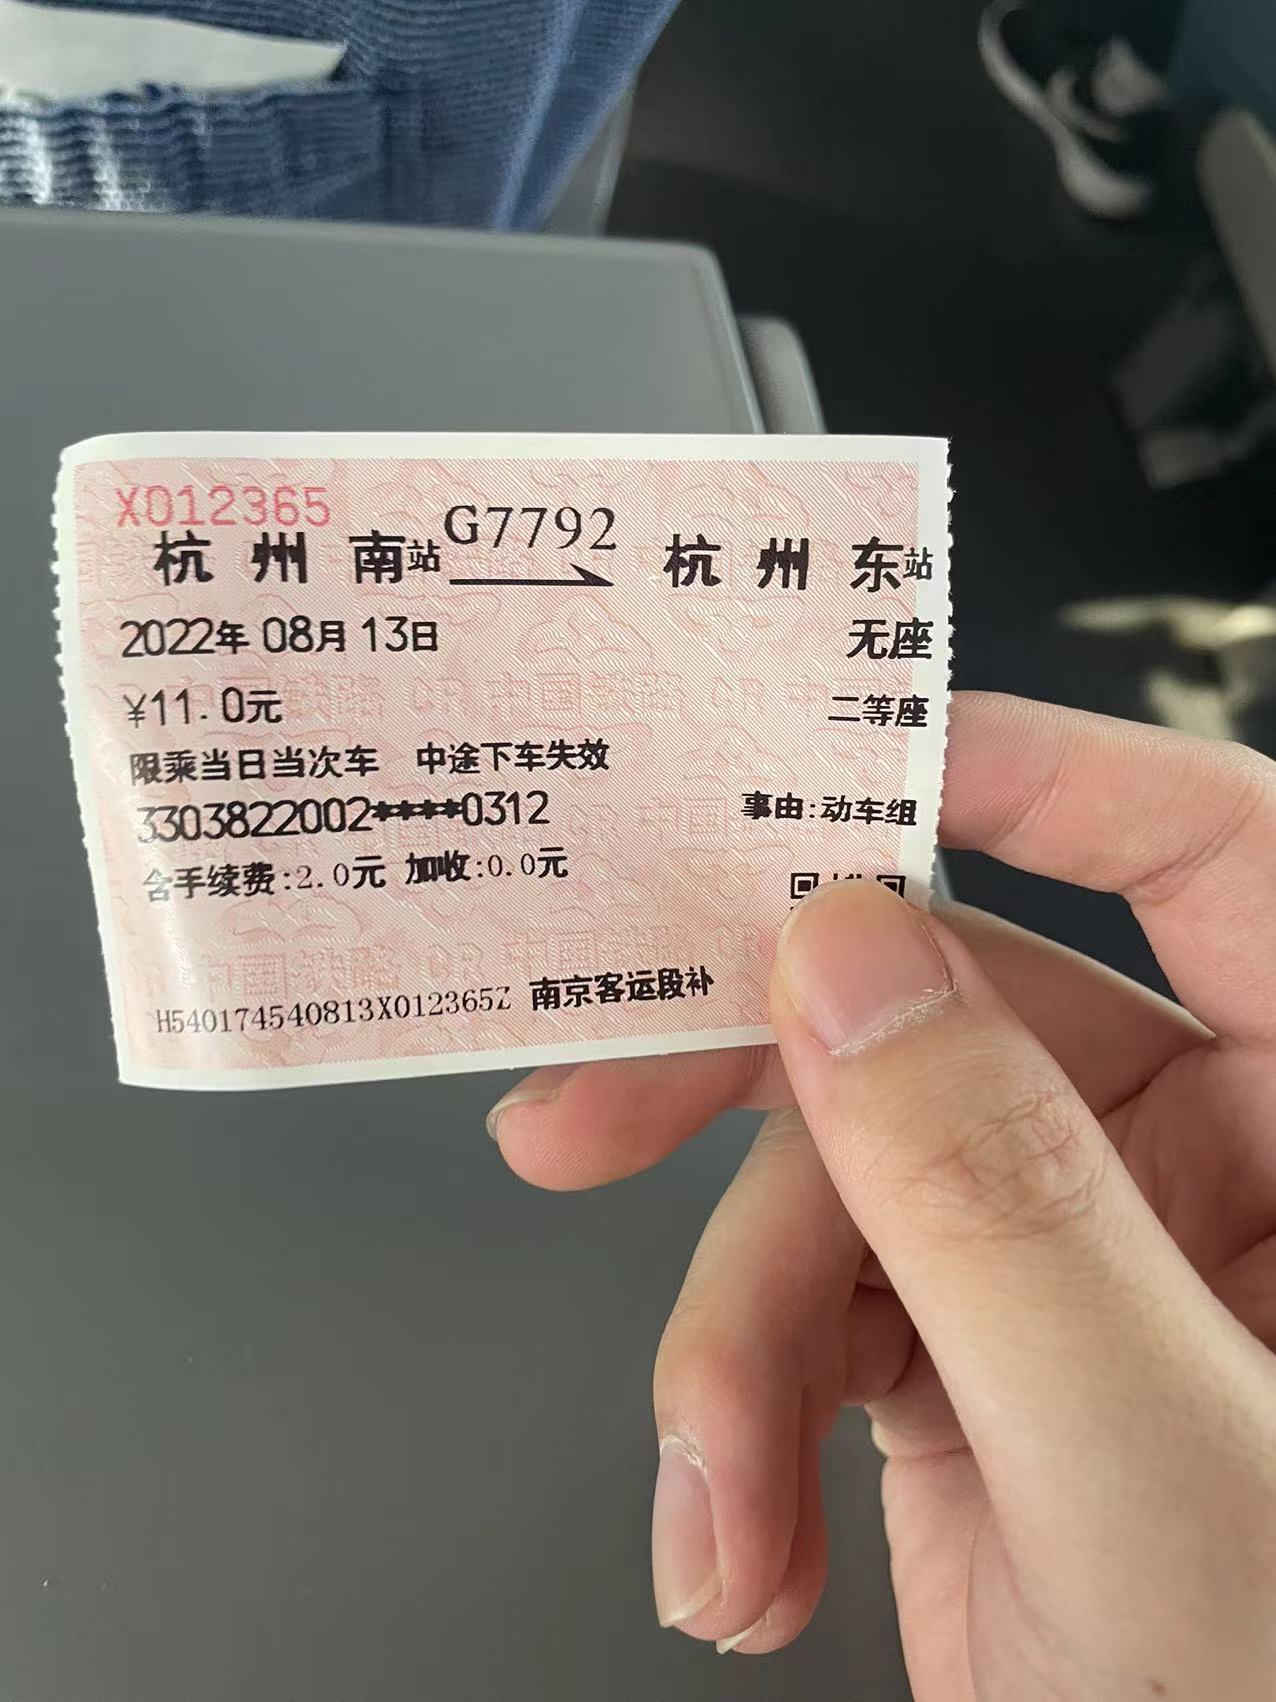 X012365
杭州南站 G7792 杭州东站
2022年08月13日 无座
¥11.0元 二等座
限乘当日当次车 中途下车失效
3303822002****0312 事由:动车组
含手续费:2.0元 加收:0.0元
H540174540813X012365Z 南京客运段补